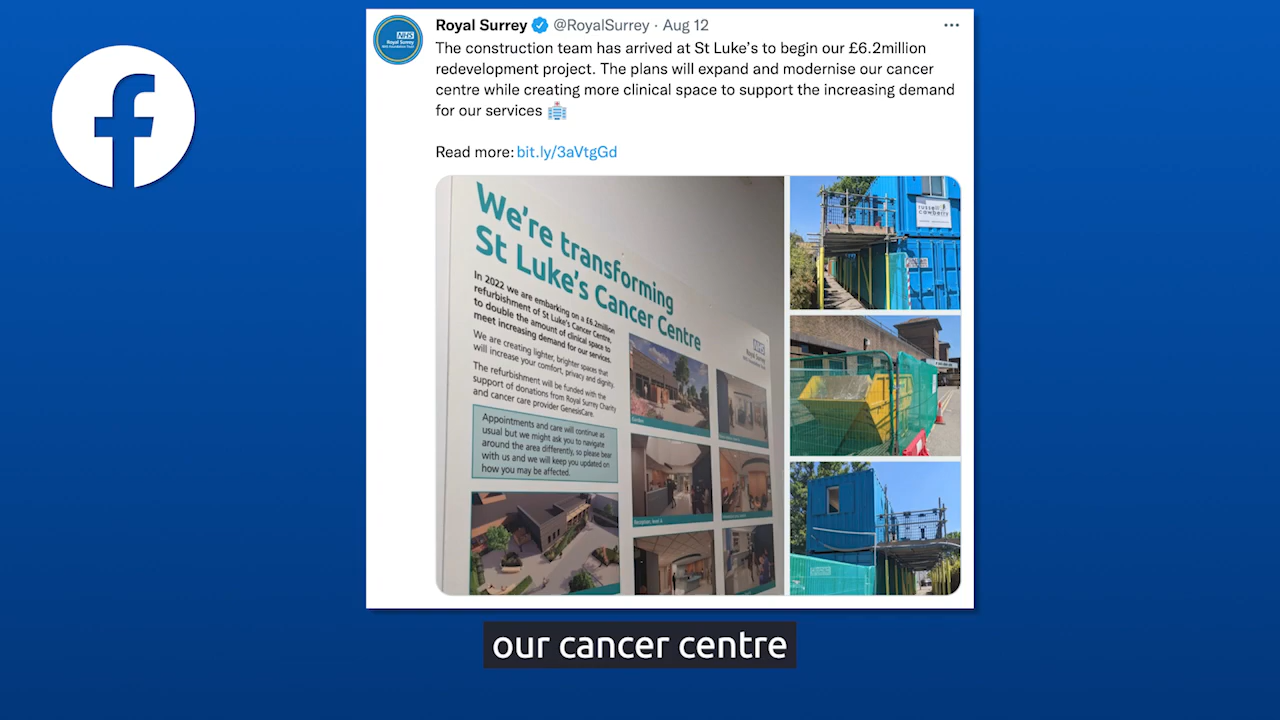 Royal Surrey @RoyalSurrey · Aug 12
The construction team has arrived at St Luke's to begin our £6.2million
redevelopment project. The plans will expand and modernise our cancer
centre while creating more clinical space to support the increasing demand
for our services
Read more: bit.ly/3aVtgGd
We're transforming
St Luke's Cancer Centre
In 2022 we are embarking on a £6.2million
refurbishment of St Luke's Cancer Centre,
to double the amount of clinical space to
meet increasing demand for our services.
We are creating lighter, brighter spaces that
will increase your comfort, privacy and dignity.
The refurbishment will be funded with the
support of donations from Royal Surrey Charity
and cancer care provider GenesisCare.
Appointments and care will continue as
usual but we might ask you to navigate
around the area differently, so please bear
with us and we will keep you updated on
how you may be affected.
NHS
Royal Surrey
NHS Foundation Trust
russell
cawberry
our cancer centre